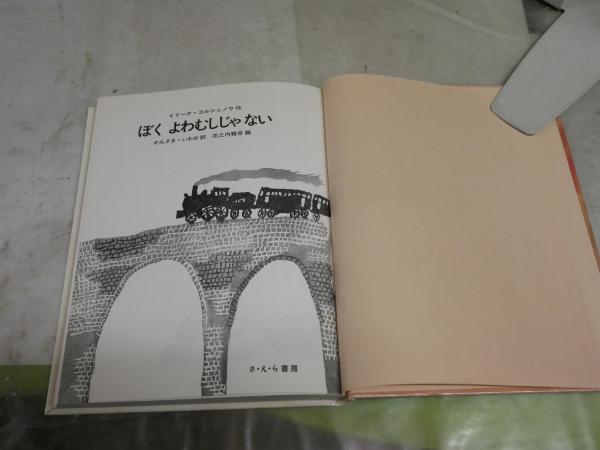 イリーナ・コルシュノウ 作
ぼく よわむしじゃ ない
かんざき・いわお 訳 花之内雅吉 絵
さ・え・ら書房